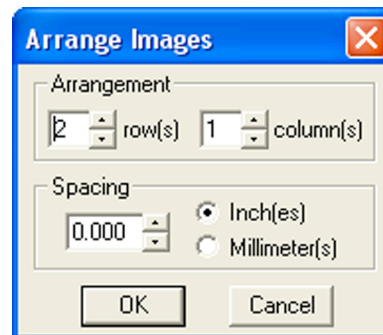 Arrange Images
Arrangement
2 row(s) 1 column(s)
Spacing
0.000
Inch(es)
Millimeter(s)
OK Cancel